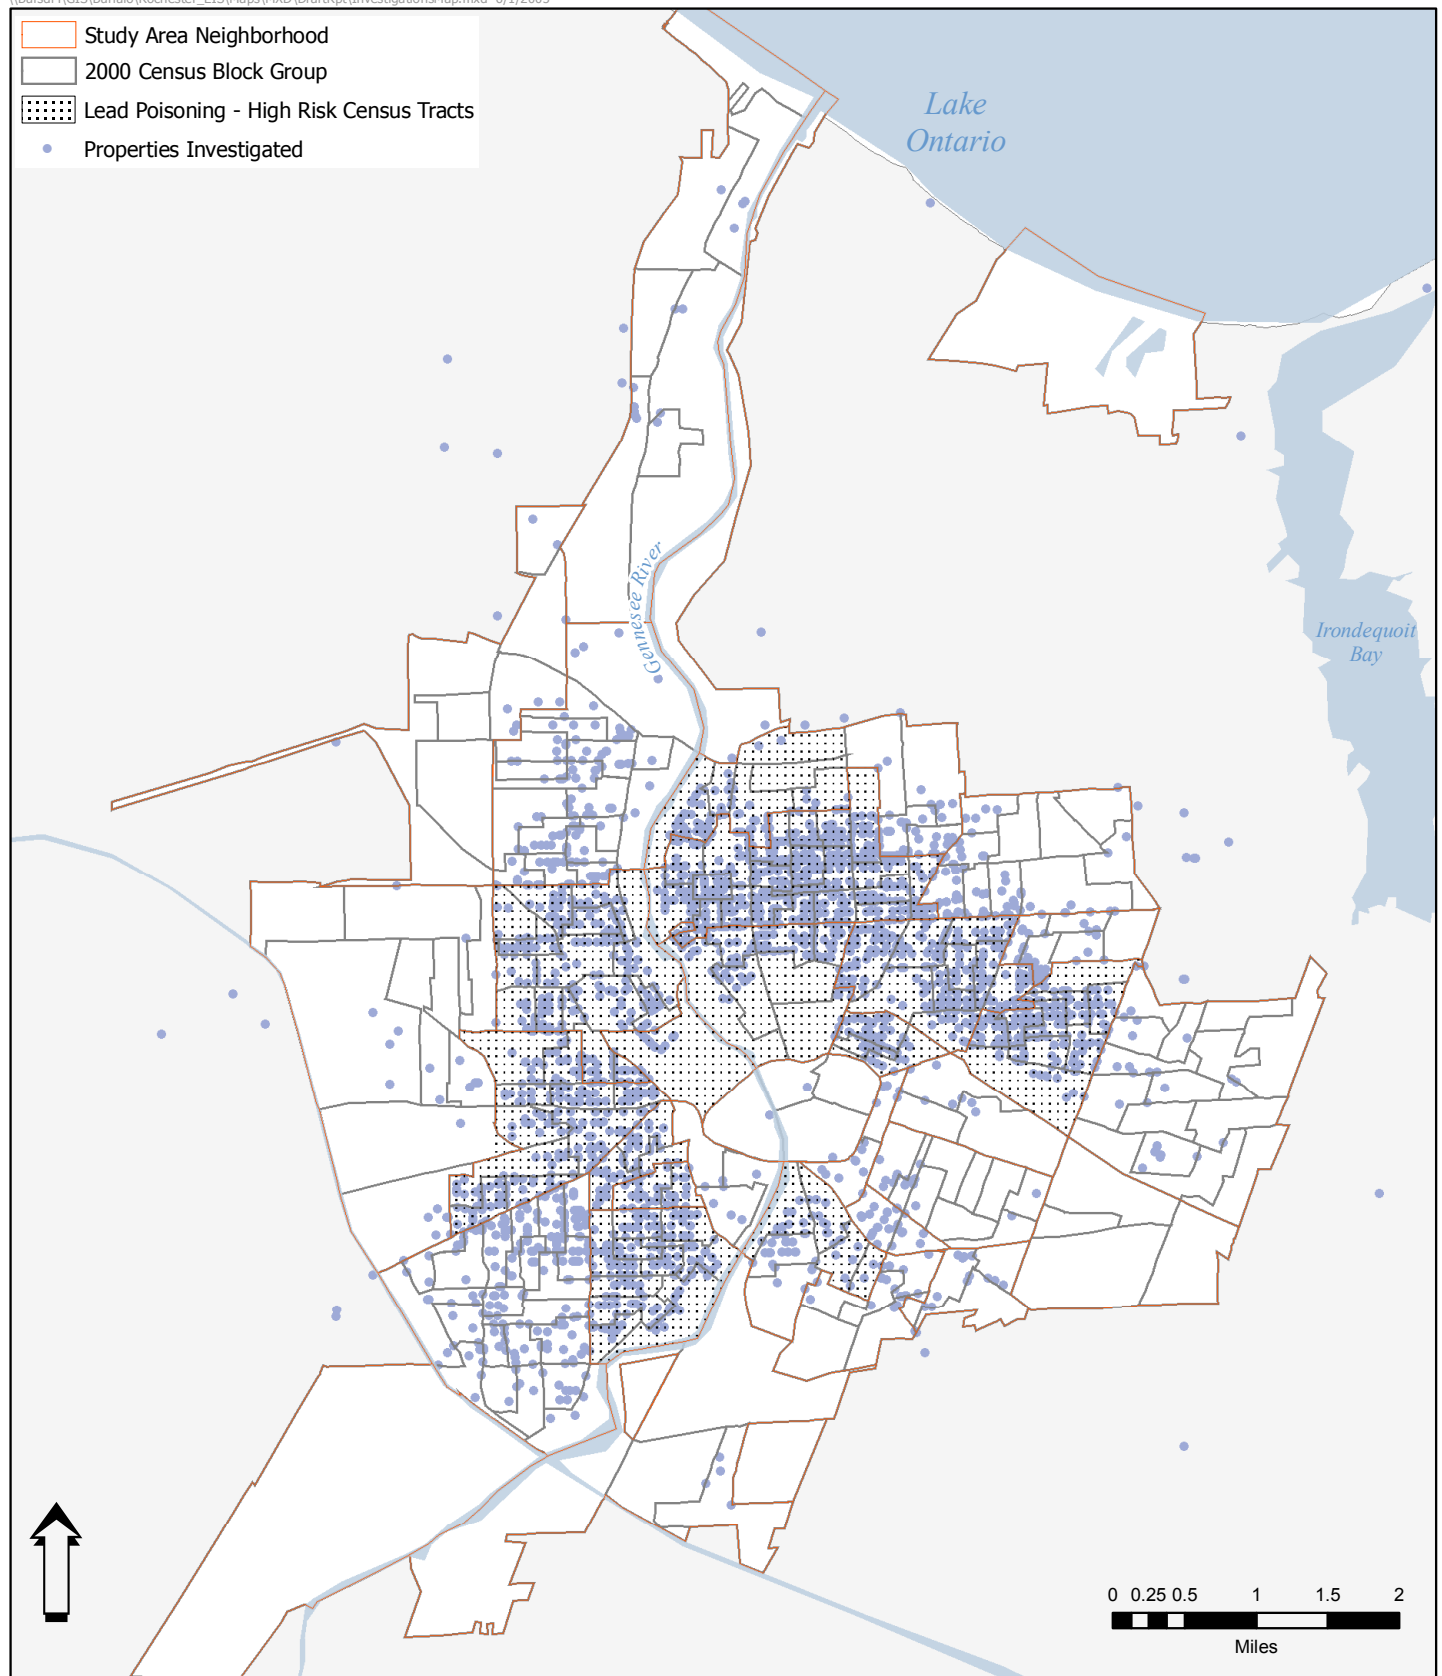 Study Area Neighborhood
2000 Census Block Group
Lead Poisoning - High Risk Census Tracts
Properties Investigated
Lake
Ontario
Gennesee River
Irondequoit
Bay
0 0.25 0.5 1 1.5 2
Miles